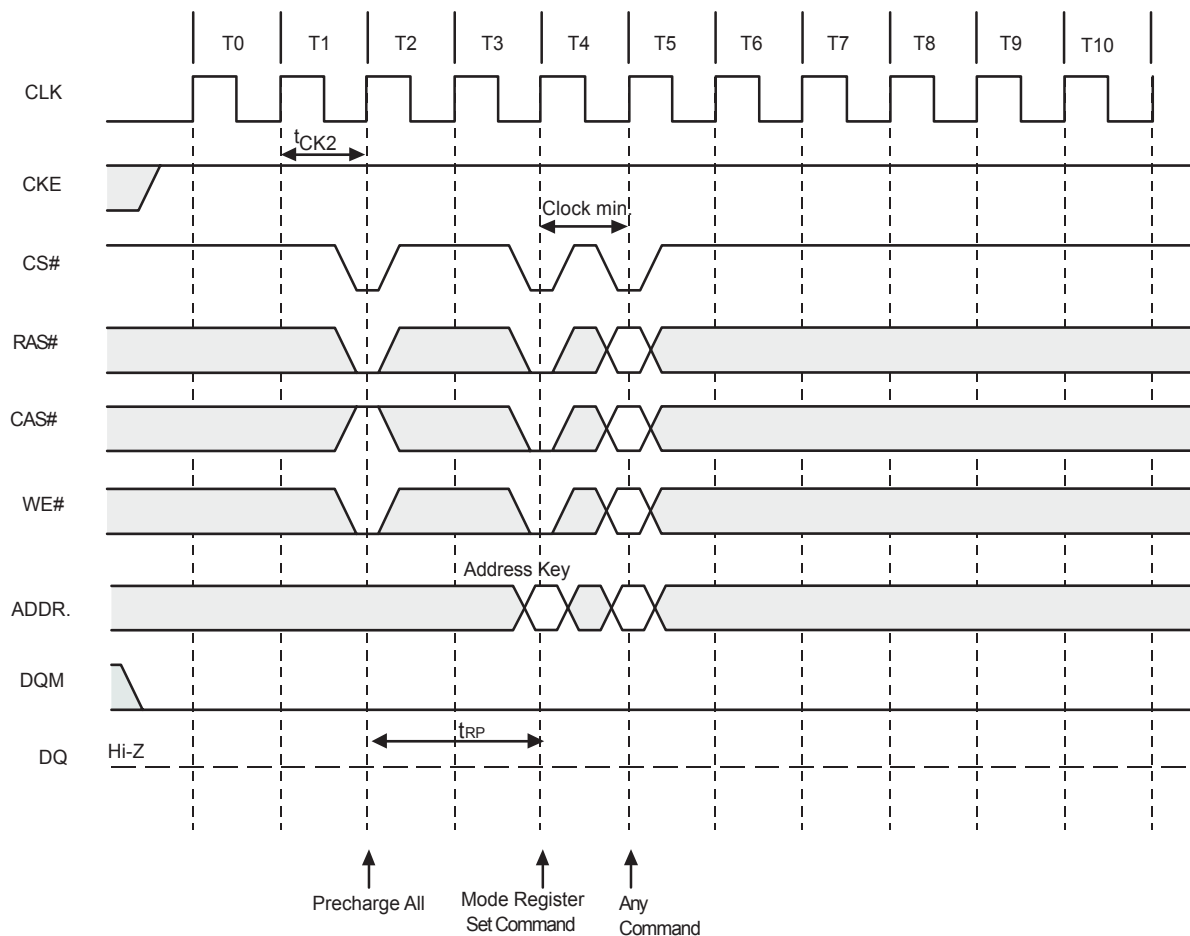 T0 T1 T2 T3 T4 T5 T6 T7 T8 T9 T10
CLK
tCK2
CKE
Clock min.
CS#
RAS#
CAS#
WE#
Address Key
ADDR.
DQM
tRP
DQ Hi-Z
Precharge All
Mode Register
Set Command
Any
Command